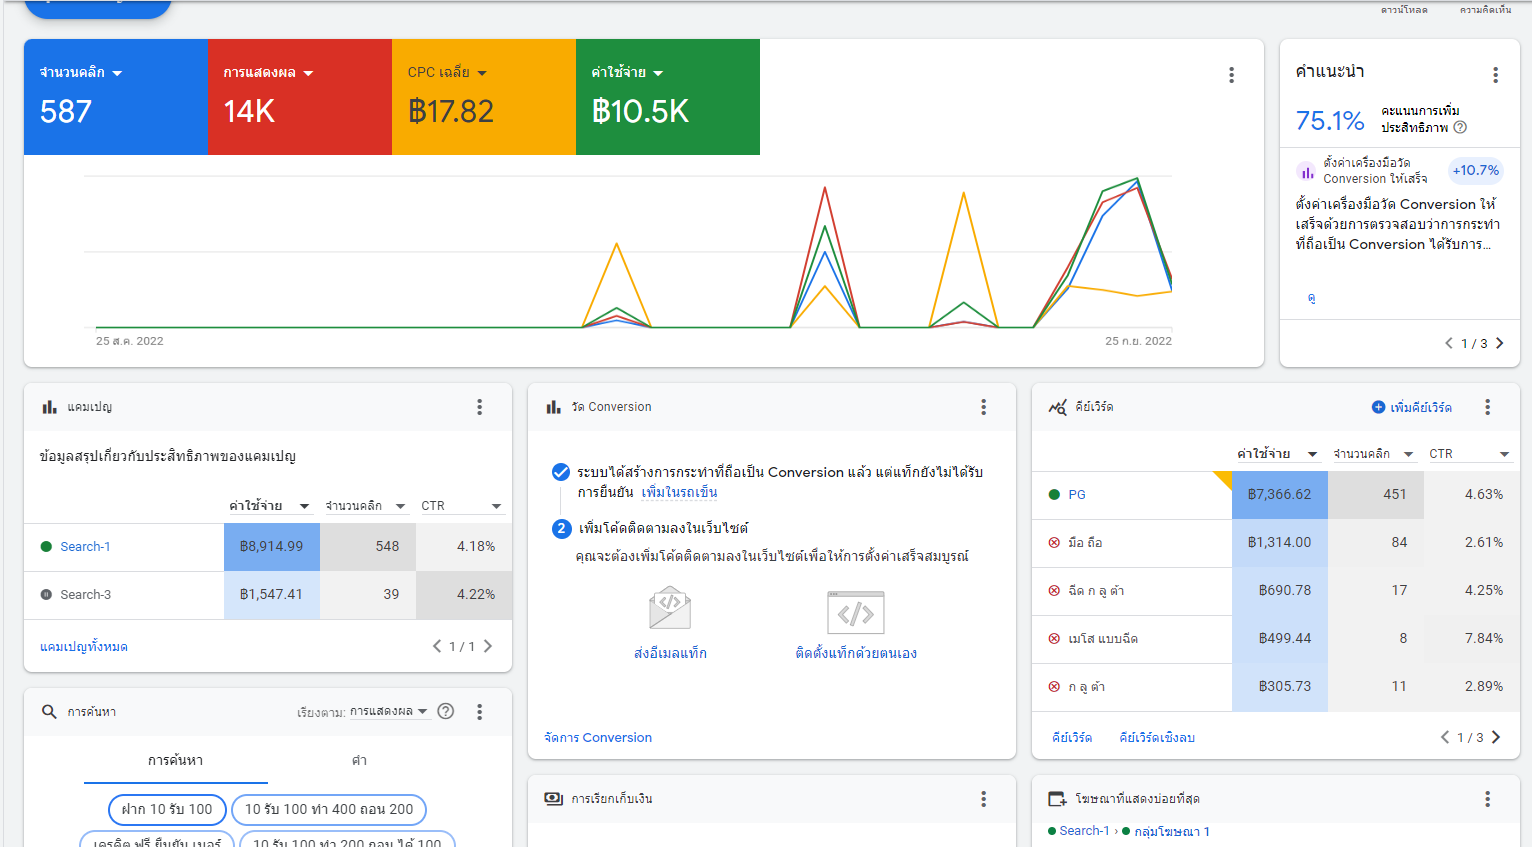 ดาวน์โหลด
ความคิดเห็น
จำนวนคลิก
587
การแสดงผล
14K
CPC เฉลี่ย
฿17.82
ค่าใช้จ่าย
฿10.5K
25 ส.ค. 2022
25 ก.ย. 2022
คำแนะนำ
75.1%
คะแนนการเพิ่ม
ประสิทธิภาพ
ตั้งค่าเครื่องมือวัด
Conversion ให้เสร็จ
+10.7%
ตั้งค่าเครื่องมือวัด Conversion ให้
เสร็จด้วยการตรวจสอบว่าการกระทำ
ที่ถือเป็น Conversion ได้รับการ...
ดู
1 / 3
แคมเปญ
ข้อมูลสรุปเกี่ยวกับประสิทธิภาพของแคมเปญ
ค่าใช้จ่าย จำนวนคลิก CTR
Search-1 ฿8,914.99 548 4.18%
Search-3 ฿1,547.41 39 4.22%
แคมเปญทั้งหมด
1 / 1
วัด Conversion
ระบบได้สร้างการกระทำที่ถือเป็น Conversion แล้ว แต่แท็กยังไม่ได้รับ
การยืนยัน เพิ่มในรถเข็น
2 เพิ่มโค้ดติดตามลงในเว็บไซต์
คุณจะต้องเพิ่มโค้ดติดตามลงในเว็บไซต์เพื่อให้การตั้งค่าเสร็จสมบูรณ์
ส่งอีเมลแท็ก
ติดตั้งแท็กด้วยตนเอง
จัดการ Conversion
คีย์เวิร์ด
เพิ่มคีย์เวิร์ด
ค่าใช้จ่าย จำนวนคลิก CTR
PG ฿7,366.62 451 4.63%
มือ ถือ ฿1,314.00 84 2.61%
ฉีด ก ลู ต้า ฿690.78 17 4.25%
เมโส แบบฉีด ฿499.44 8 7.84%
ก ลู ต้า ฿305.73 11 2.89%
คีย์เวิร์ด คีย์เวิร์ดเชิงลบ
1 / 3
การค้นหา
เรียงตาม: การแสดงผล
การค้นหา คำ
ฝาก 10 รับ 100
10 รับ 100 ทํา 400 ถอน 200
เครดิต ฟรี ยืนยัน เบอร์
10 รับ 100 ทํา 200 ถอน ได้ 100
การเรียกเก็บเงิน
โฆษณาที่แสดงบ่อยที่สุด
Search-1 › กลุ่มโฆษณา 1